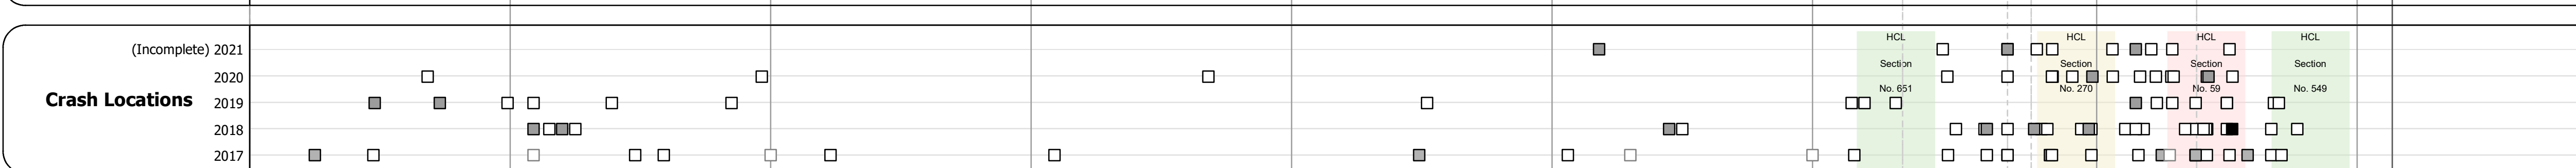 (Incomplete) 2021
2020
Crash Locations
2019
2018
2017
HCL
Section
No. 651
HCL
Section
No. 270
HCL
Section
No. 59
HCL
Section
No. 549